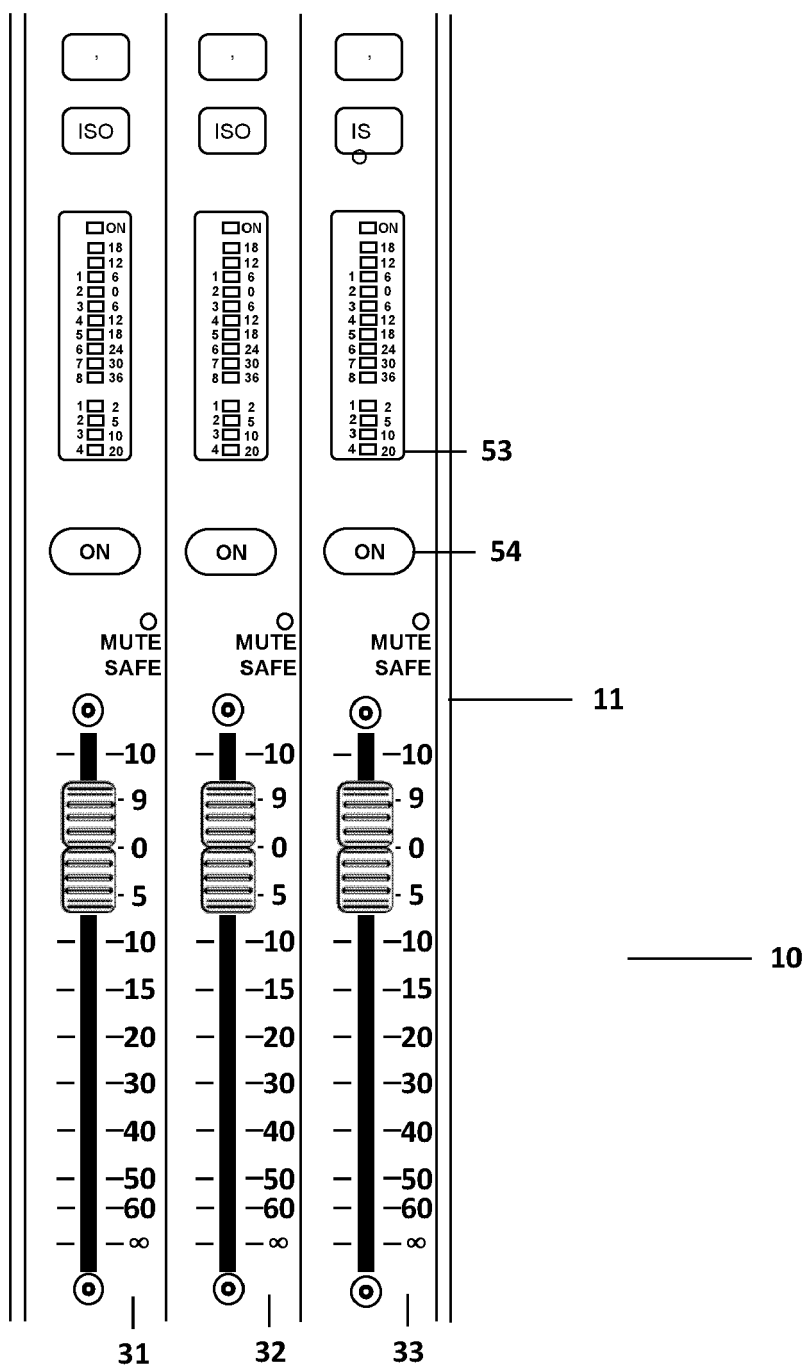 , , ,
ISO ISO IS
O
ON ON ON
18 18 18
12 12 12
1 6 1 6 1 6
2 0 2 0 2 0
3 6 3 6 3 6
4 12 4 12 4 12
5 18 5 18 5 18
6 24 6 24 6 24
7 30 7 30 7 30
8 36 8 36 8 36
1 2 1 2 1 2
2 5 2 5 2 5
3 10 3 10 3 10
4 20 4 20 4 20 53
ON ON ON 54
MUTE MUTE MUTE
SAFE SAFE SAFE
11
10 10 10
9 9 9
0 0 0
5 5 5
10 10 10
10
15 15 15
20 20 20
30 30 30
40 40 40
50 50 50
60 60 60
∞ ∞ ∞
31 32 33